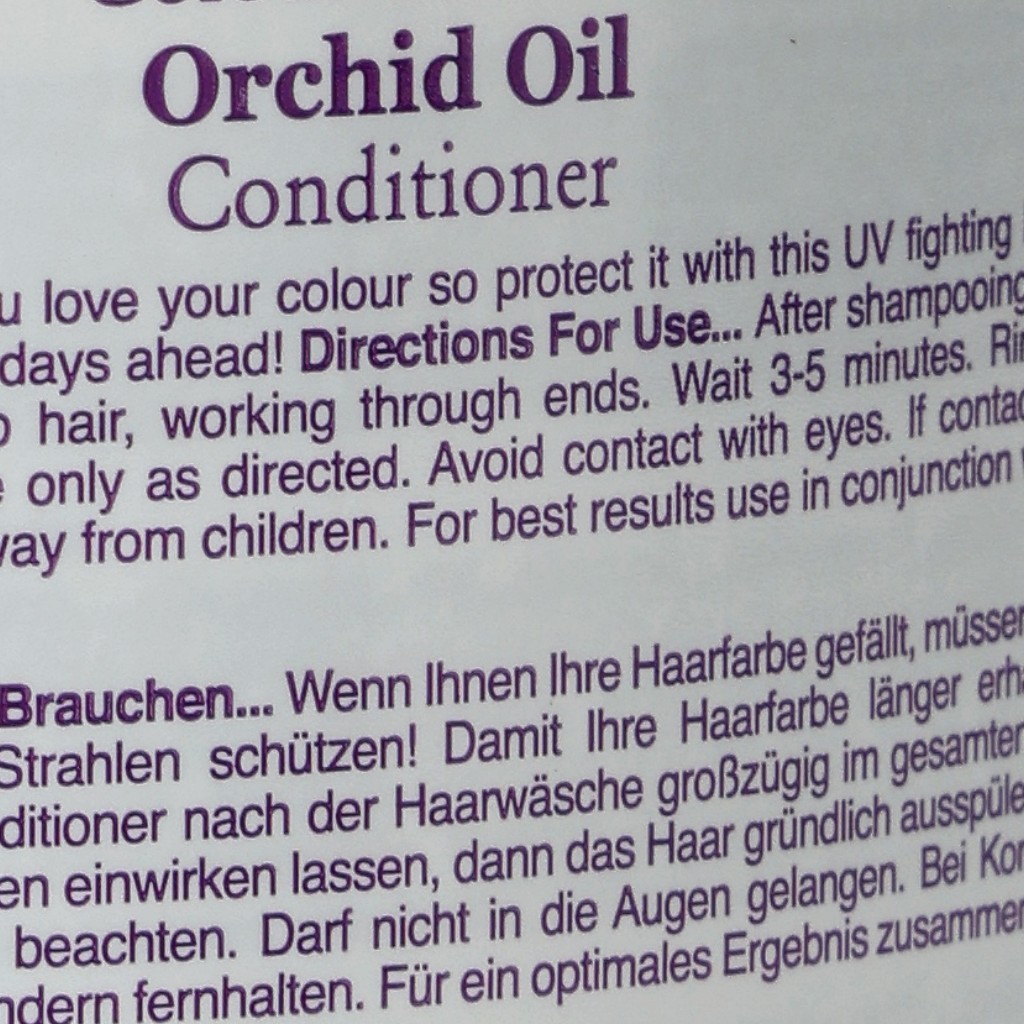 Orchid Oil
Conditioner
love your colour so protect it with this UV fighting
days ahead! Directions For Use... After shampooing
hair, working through ends. Wait 3-5 minutes.
only as directed. Avoid contact with eyes. If
from children. For best results use in conjunction
Brauchen... Wenn Ihnen Ihre Haarfarbe gefällt,
Strahlen schützen! Damit Ihre Haarfarbe länger
nach der Haarwäsche großzügig im
einwirken lassen, dann das Haar gründlich
beachten. Darf nicht in die Augen gelangen. Bei
fernhalten. Für ein optimales Ergebnis